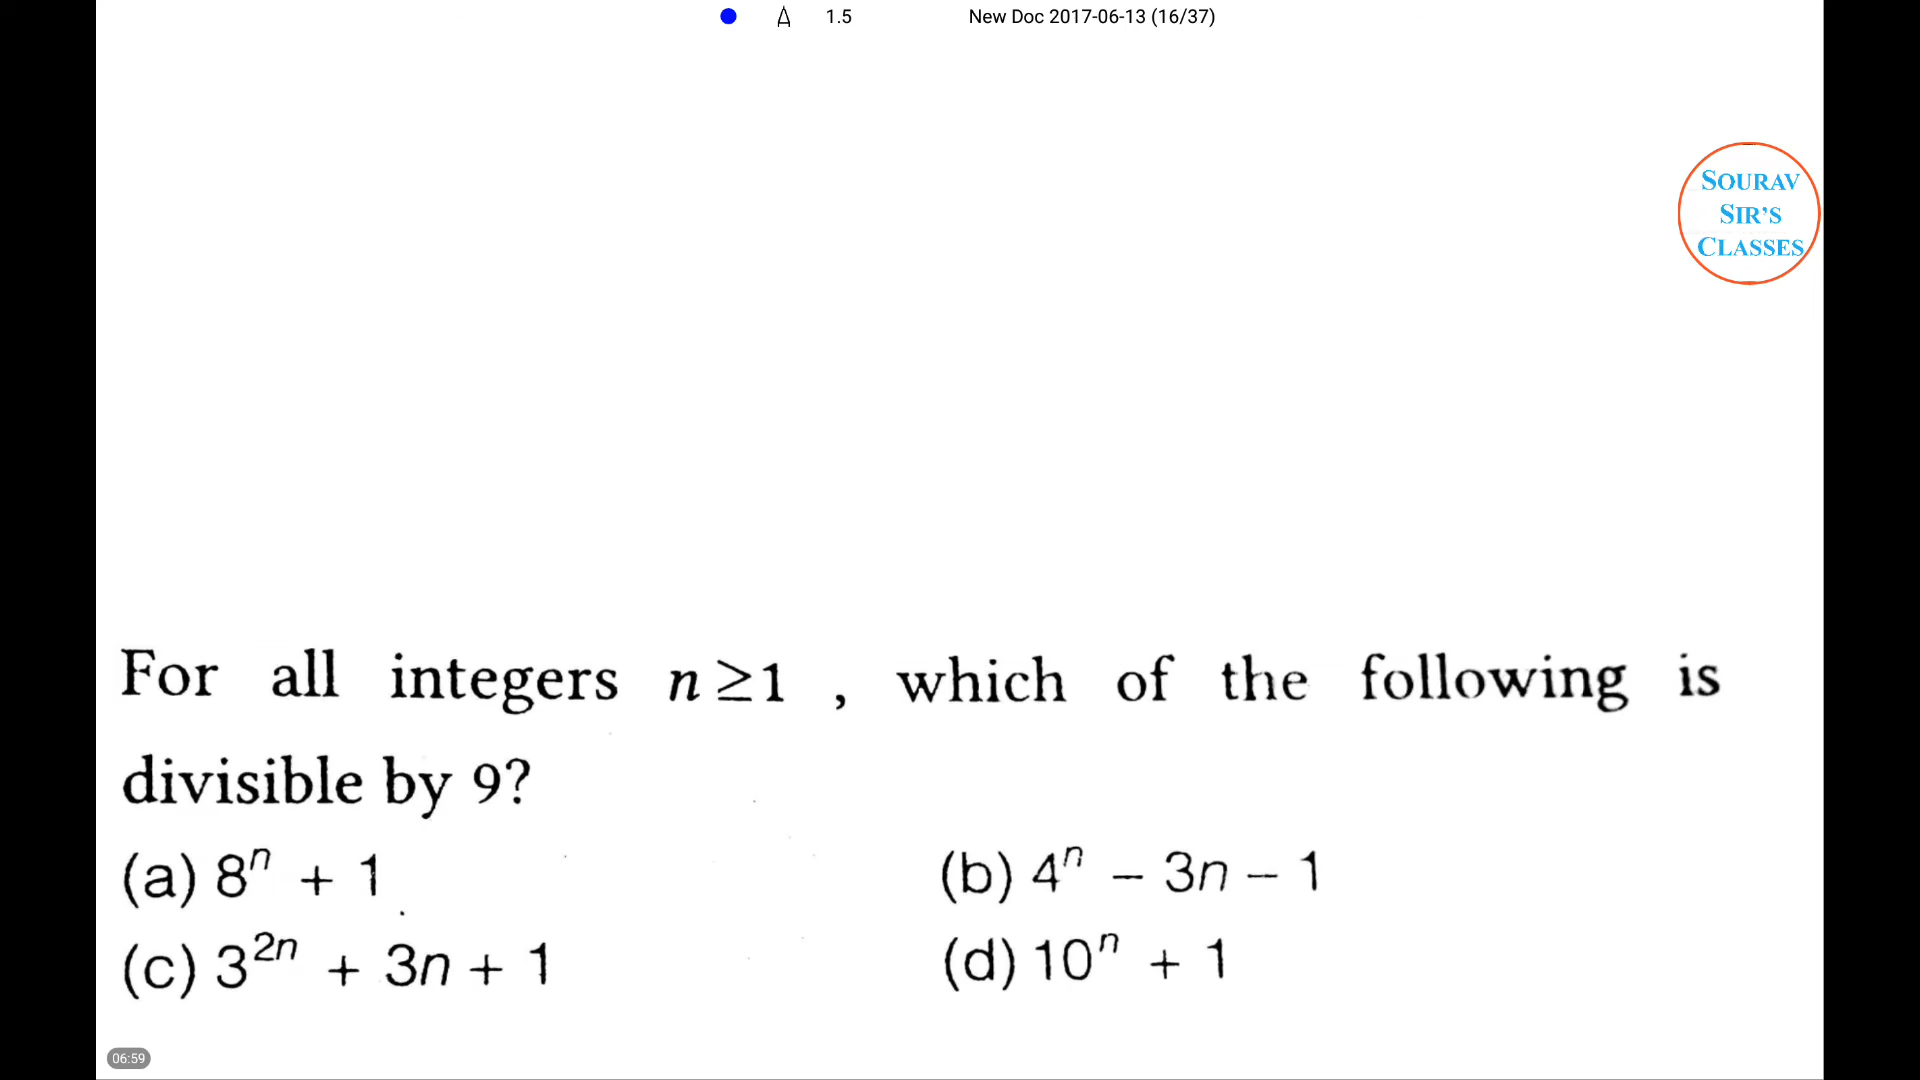 1.5 New Doc 2017-06-13 (16/37)
SOURAV
SIR'S
CLASSES
For all integers n ≥ 1 , which of the following is
divisible by 9?
(a) 8ⁿ + 1 (b) 4ⁿ – 3n – 1
(c) 3²ⁿ + 3n + 1 (d) 10ⁿ + 1
06:59